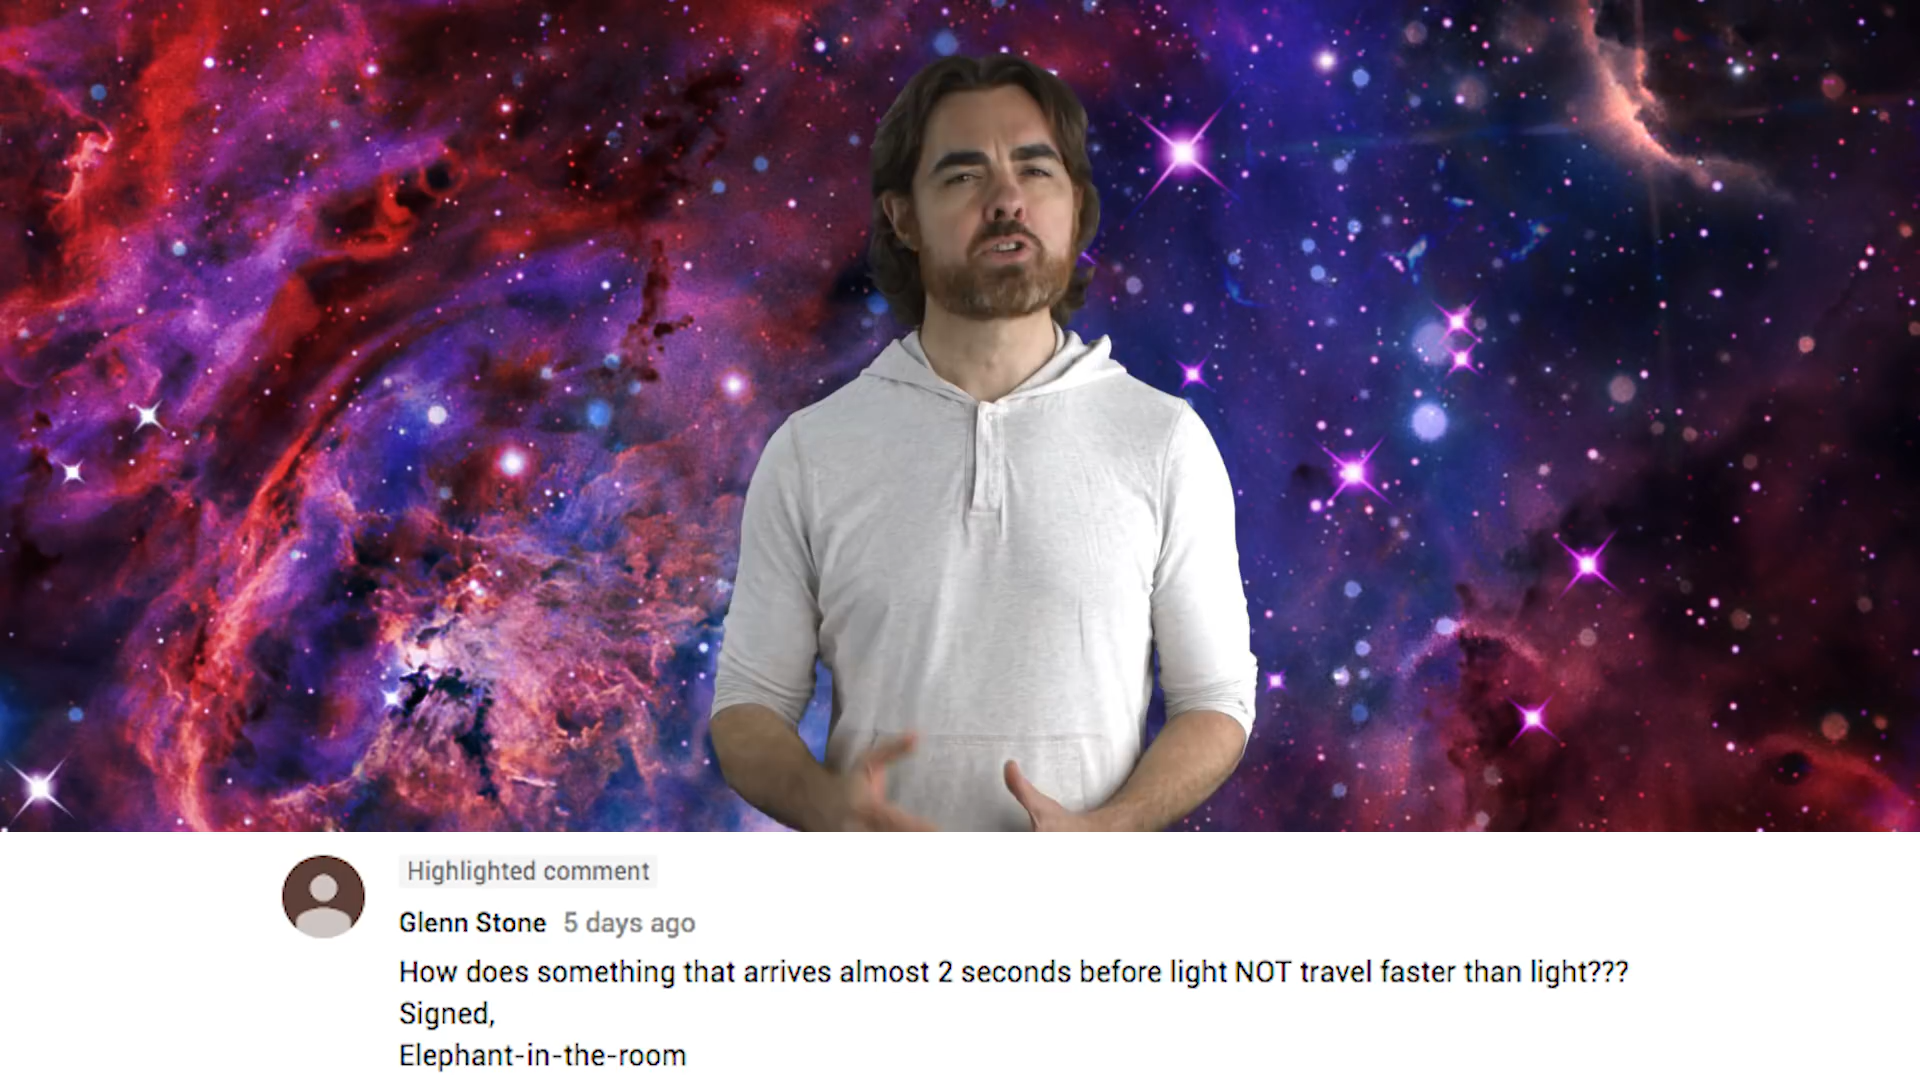 Highlighted comment
Glenn Stone 5 days ago
How does something that arrives almost 2 seconds before light NOT travel faster than light???
Signed,
Elephant-in-the-room